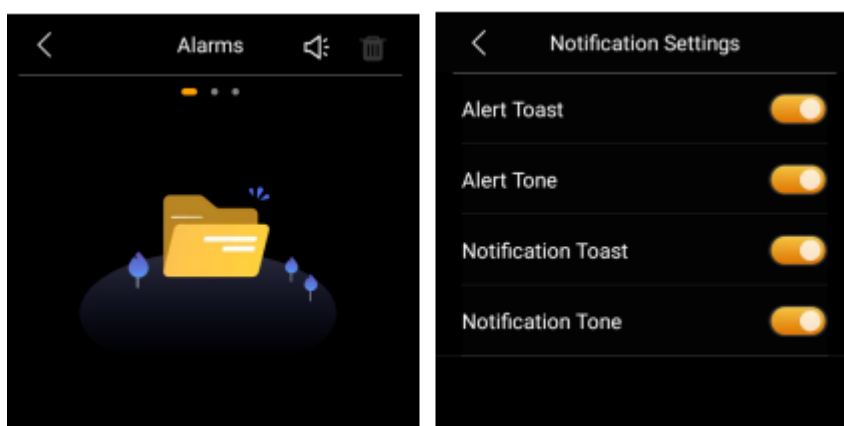 Alarms
Notification Settings
Alert Toast
Alert Tone
Notification Toast
Notification Tone